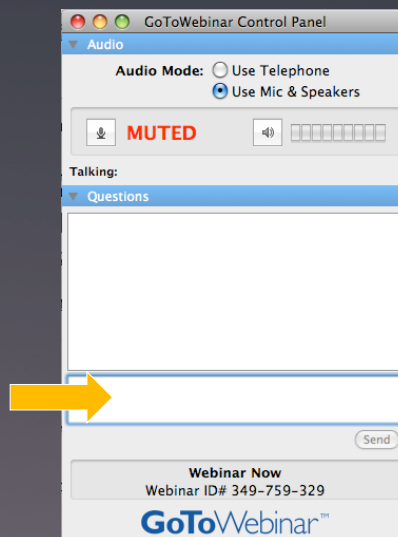 GoToWebinar Control Panel
Audio
Audio Mode: Use Telephone
Use Mic & Speakers
MUTED
Talking:
Questions
Send
Webinar Now
Webinar ID# 349-759-329
GoToWebinar™